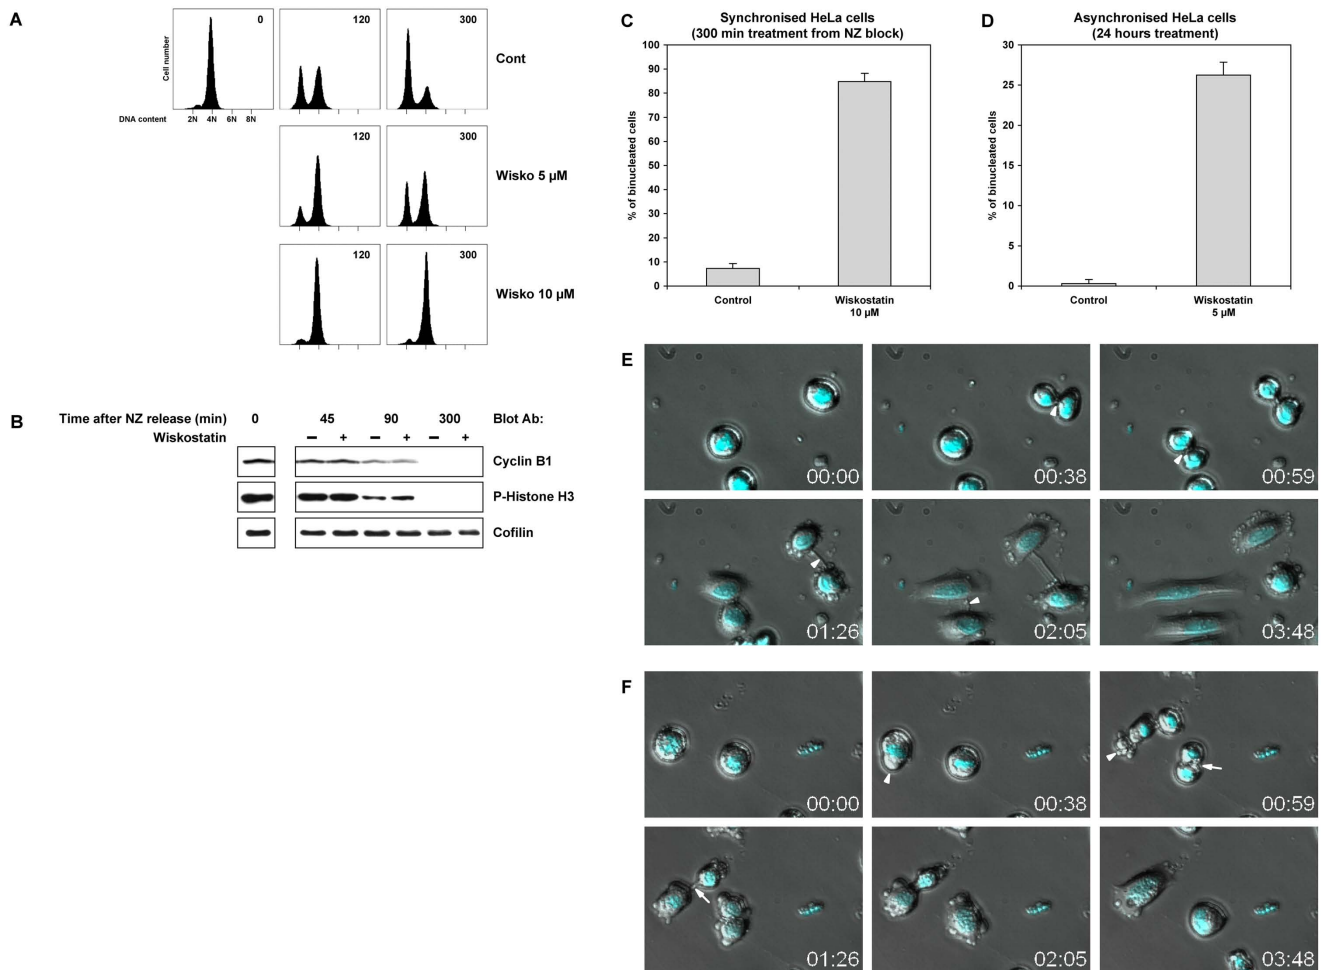 A
0
120
300
Cont
Cell number
DNA content 2N 4N 6N 8N
120
300
Wisko 5 µM
120
300
Wisko 10 µM
B
Time after NZ release (min) 0 45 90 300 Blot Ab:
Wiskostatin – + – + – +
Cyclin B1
P-Histone H3
Cofilin
C
Synchronised HeLa cells
(300 min treatment from NZ block)
% of binucleated cells
100
90
80
70
60
50
40
30
20
10
0
Control Wiskostatin
10 µM
D
Asynchronised HeLa cells
(24 hours treatment)
% of binucleated cells
30
25
20
15
10
5
0
Control Wiskostatin
5 µM
E
00:00 00:38 00:59
01:26 02:05 03:48
F
00:00 00:38 00:59
01:26 02:05 03:48